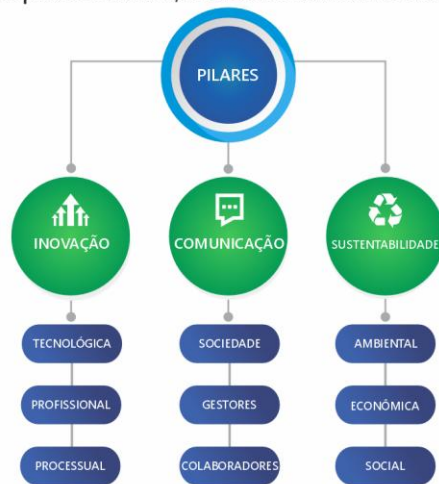 PILARES
INOVAÇÃO
COMUNICAÇÃO
SUSTENTABILIDADE
TECNOLÓGICA
SOCIEDADE
AMBIENTAL
PROFISSIONAL
GESTORES
ECONÔMICA
PROCESSUAL
COLABORADORES
SOCIAL